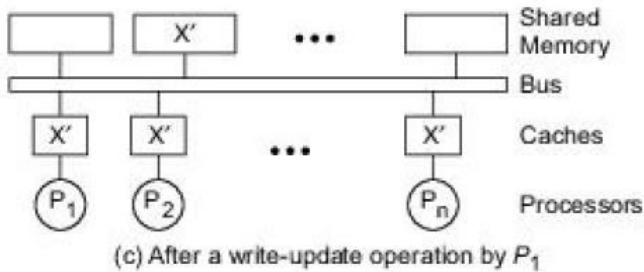 Shared
Memory
X′
•••
Bus
X′ X′ X′
Caches
•••
P1 P2 Pn
Processors
(c) After a write-update operation by P1